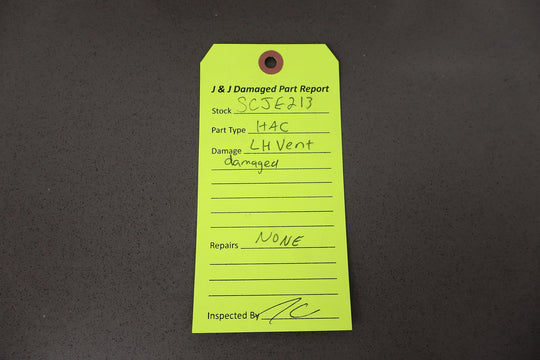 J & J Damaged Part Report
Stock SCJE213
Part Type HAC
Damage LH Vent
damaged
Repairs NONE
Inspected By